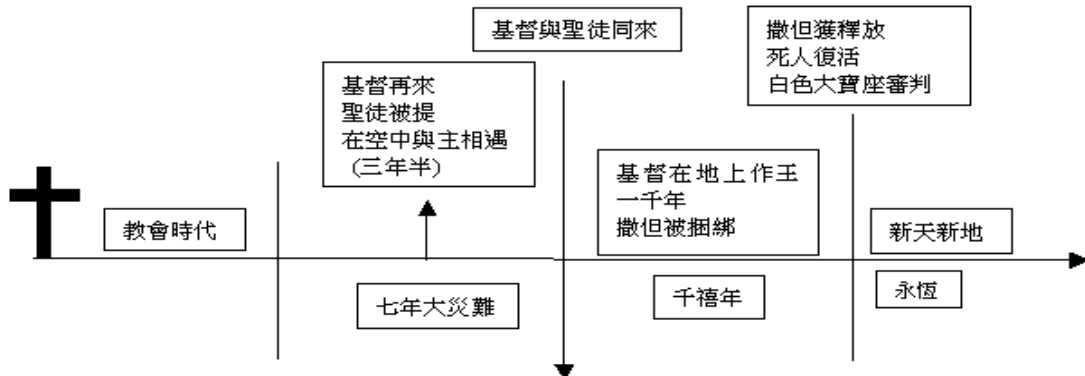 基督與聖徒同來
撒但獲釋放
死人復活
白色大寶座審判
基督再來
聖徒被提
在空中與主相遇
(三年半)
基督在地上作王
一千年
撒但被捆綁
教會時代
新天新地
七年大災難
千禧年
永恆